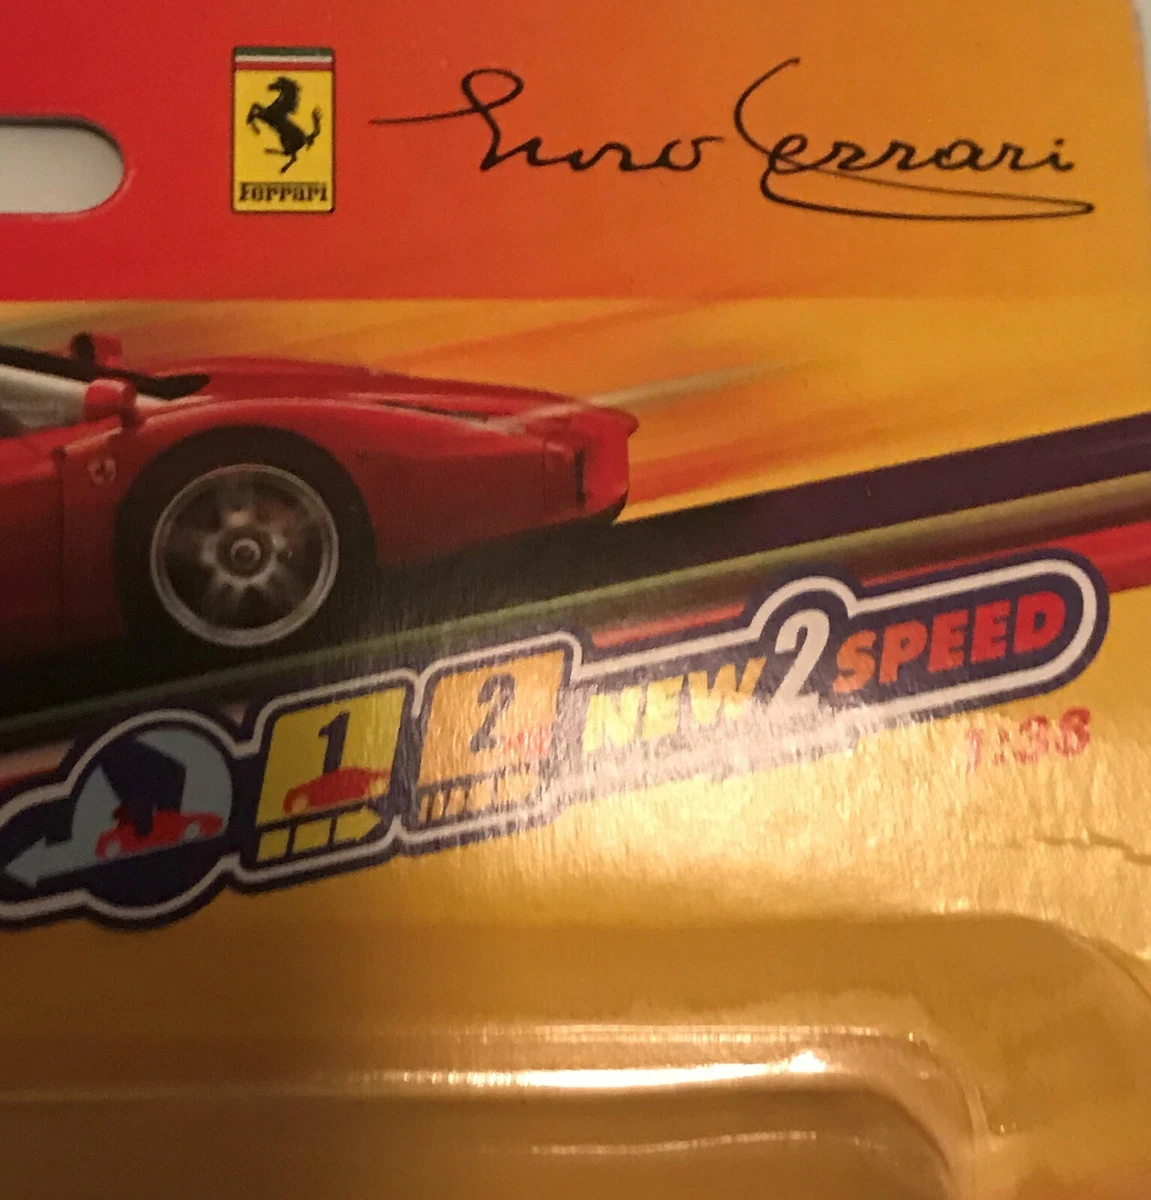 Ferrari
Enzo Ferrari
1 2 NEW 2 SPEED
1:38